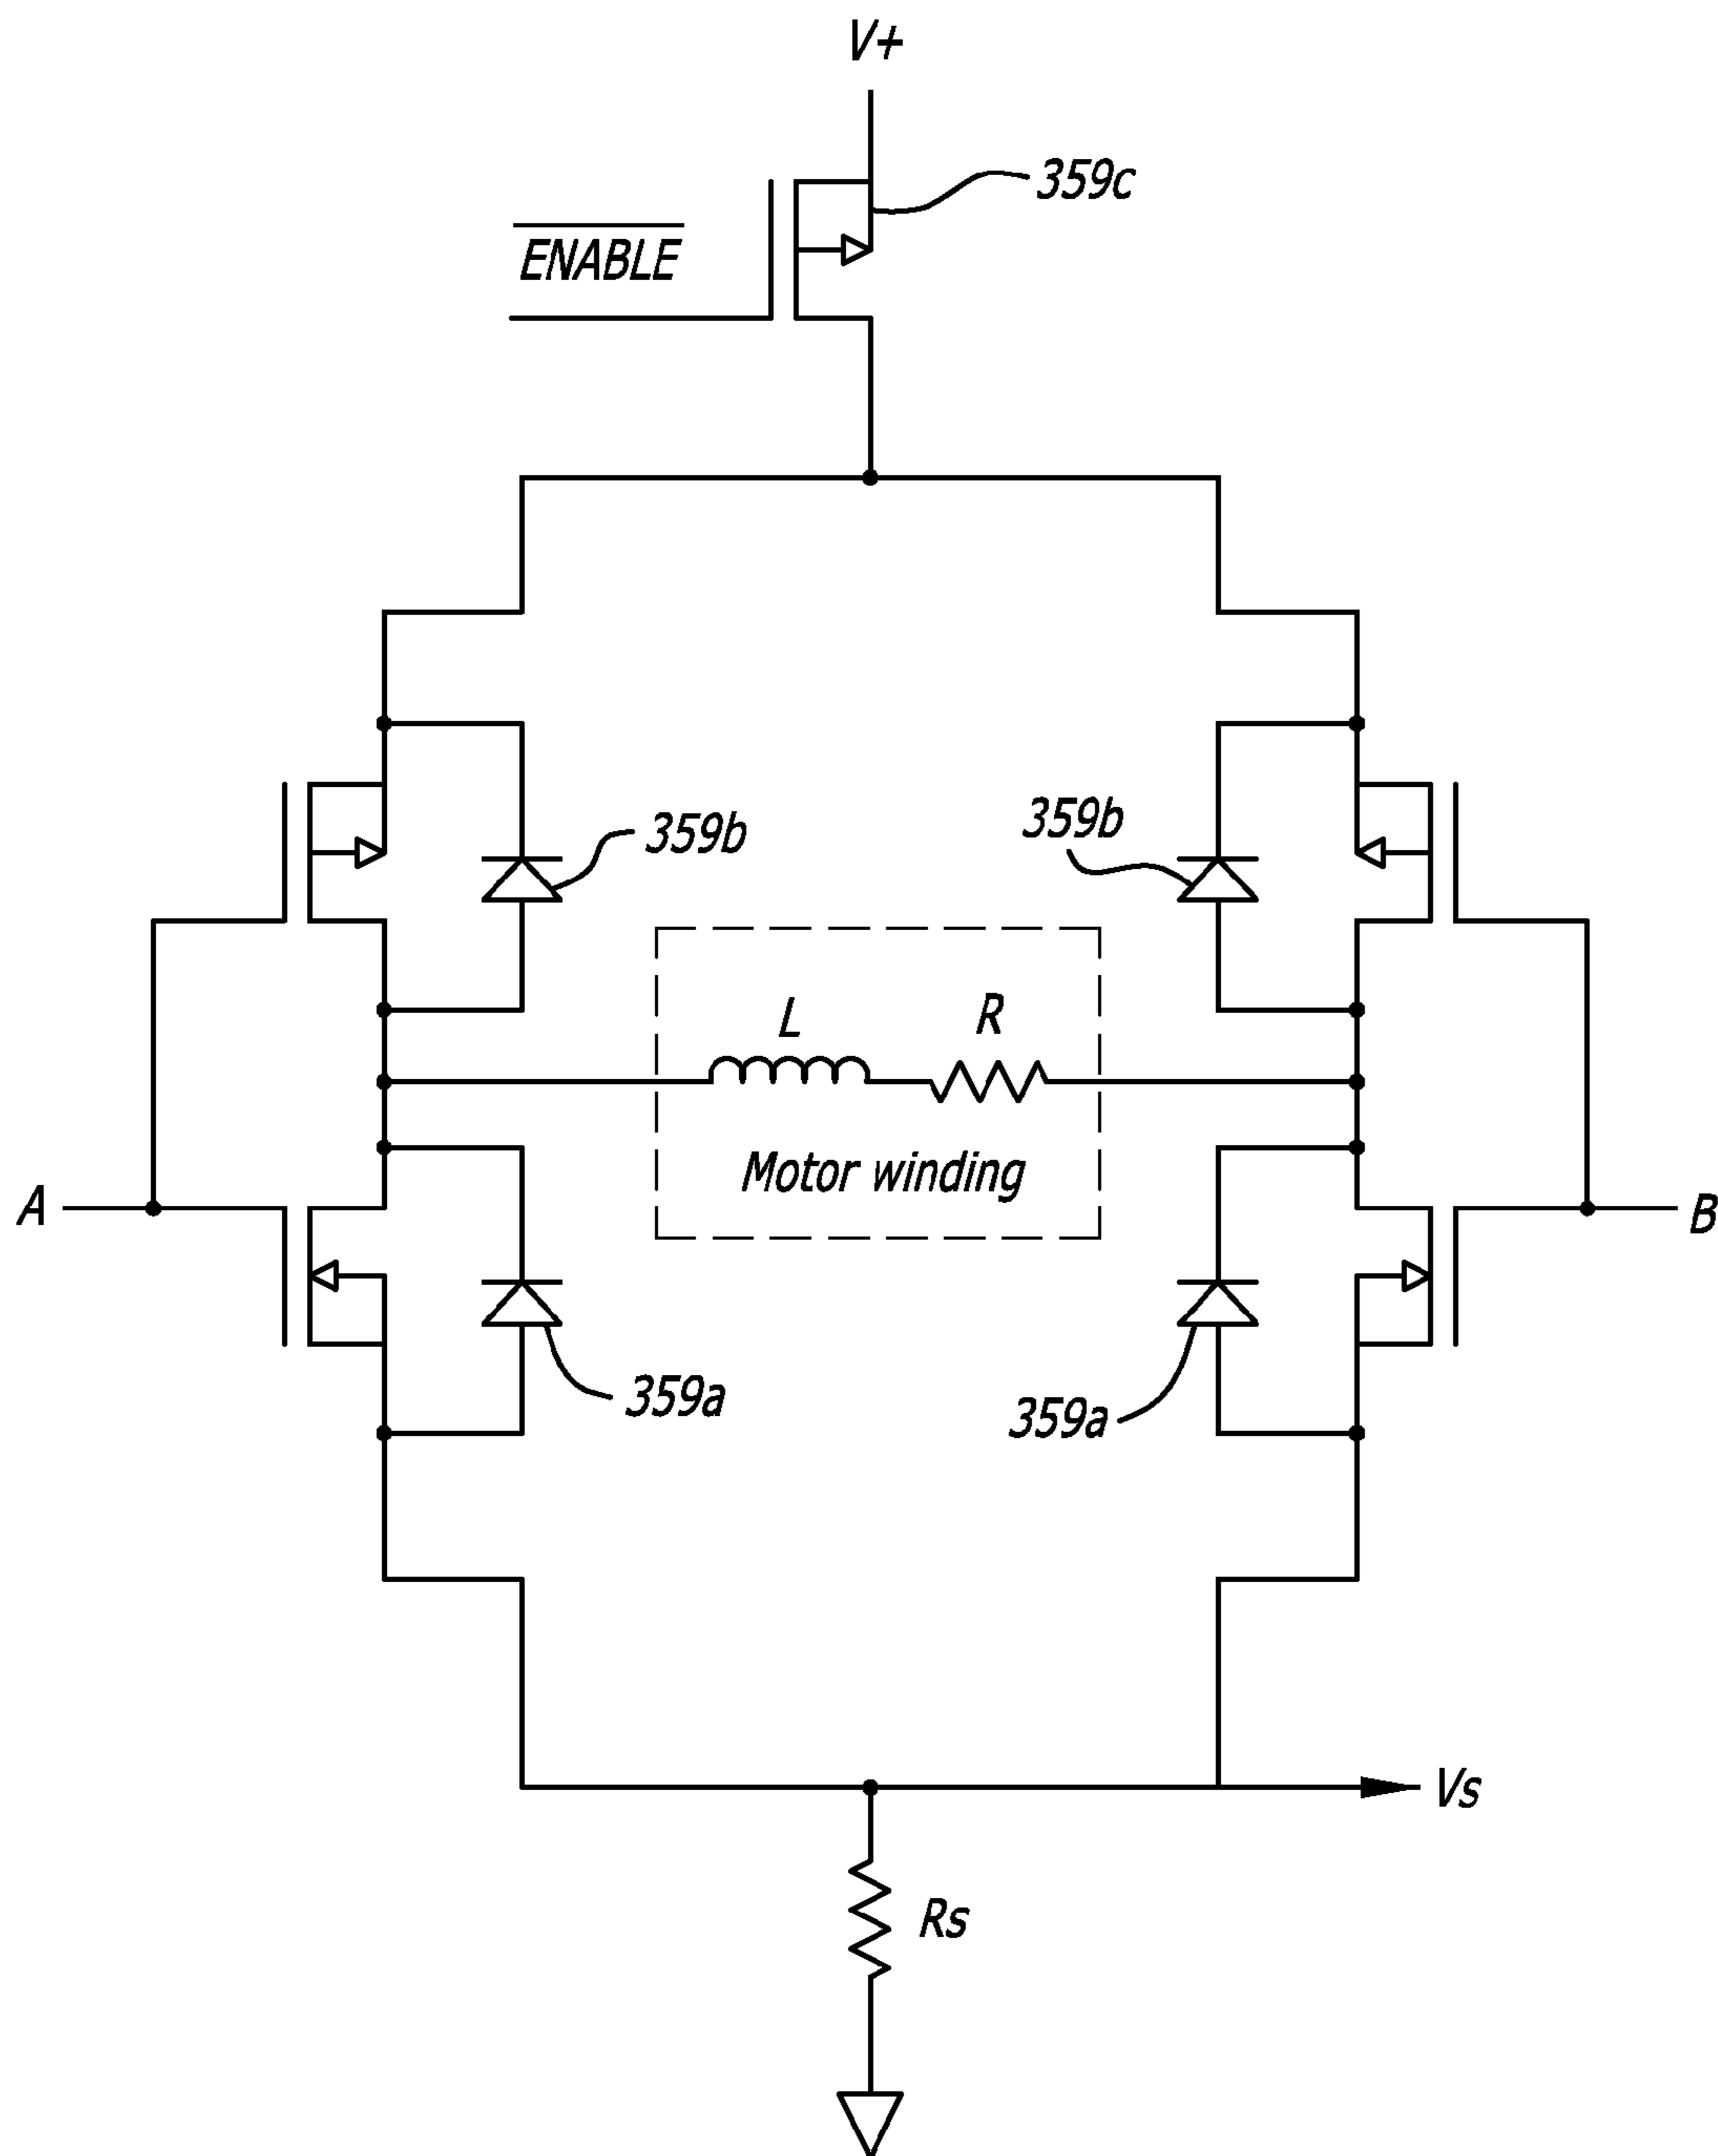 V+
359c
ENABLE
359b
359b
L
R
Motor winding
A
B
359a
359a
Vs
Rs